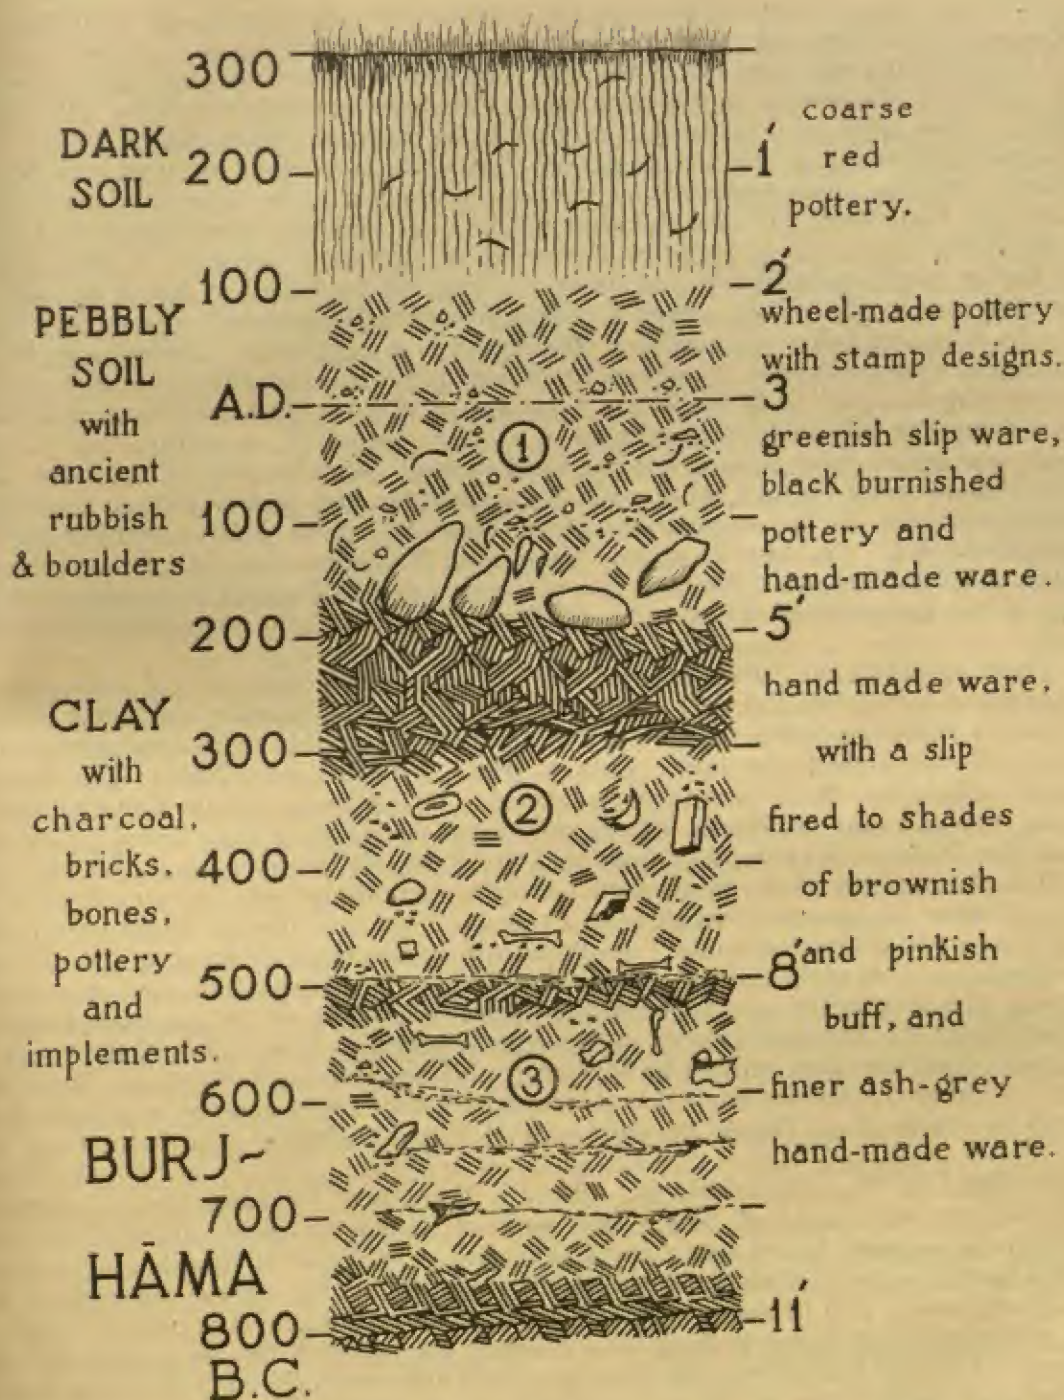 300
DARK
SOIL
200
100
PEBBLY
SOIL
with
ancient
rubbish
& boulders
A.D.
100
200
CLAY
with
charcoal,
bricks.
bones,
pottery
and
implements.
300
400
500
600
BURJ~
700
HĀMA
800
B.C.
1
2
3
1'
2'
3
5'
8'
11'
coarse
red
pottery.
wheel-made pottery
with stamp designs.
greenish slip ware,
black burnished
pottery and
hand-made ware.
hand made ware,
with a slip
fired to shades
of brownish
and pinkish
buff, and
finer ash-grey
hand-made ware.